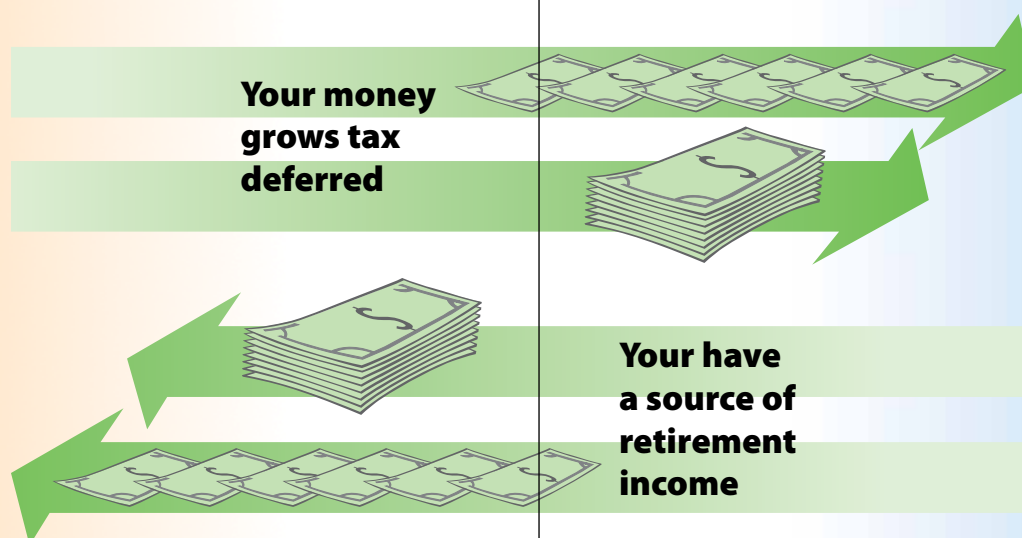 Your money
grows tax
deferred
Your have
a source of
retirement
income